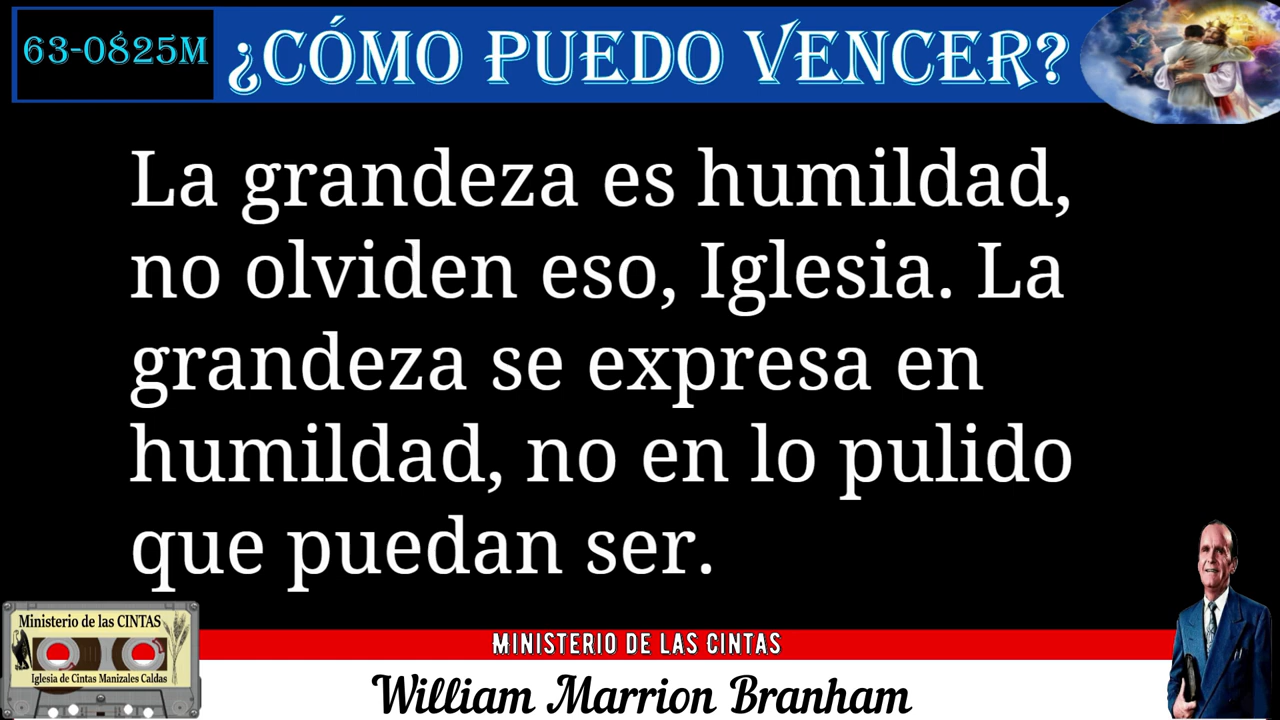 63-0825M
¿CÓMO PUEDO VENCER?
La grandeza es humildad,
no olviden eso, Iglesia. La
grandeza se expresa en
humildad, no en lo pulido
que puedan ser.
Ministerio de las CINTAS
Iglesia de Cintas Manizales Caldas
MINISTERIO DE LAS CINTAS
William Marrion Branham